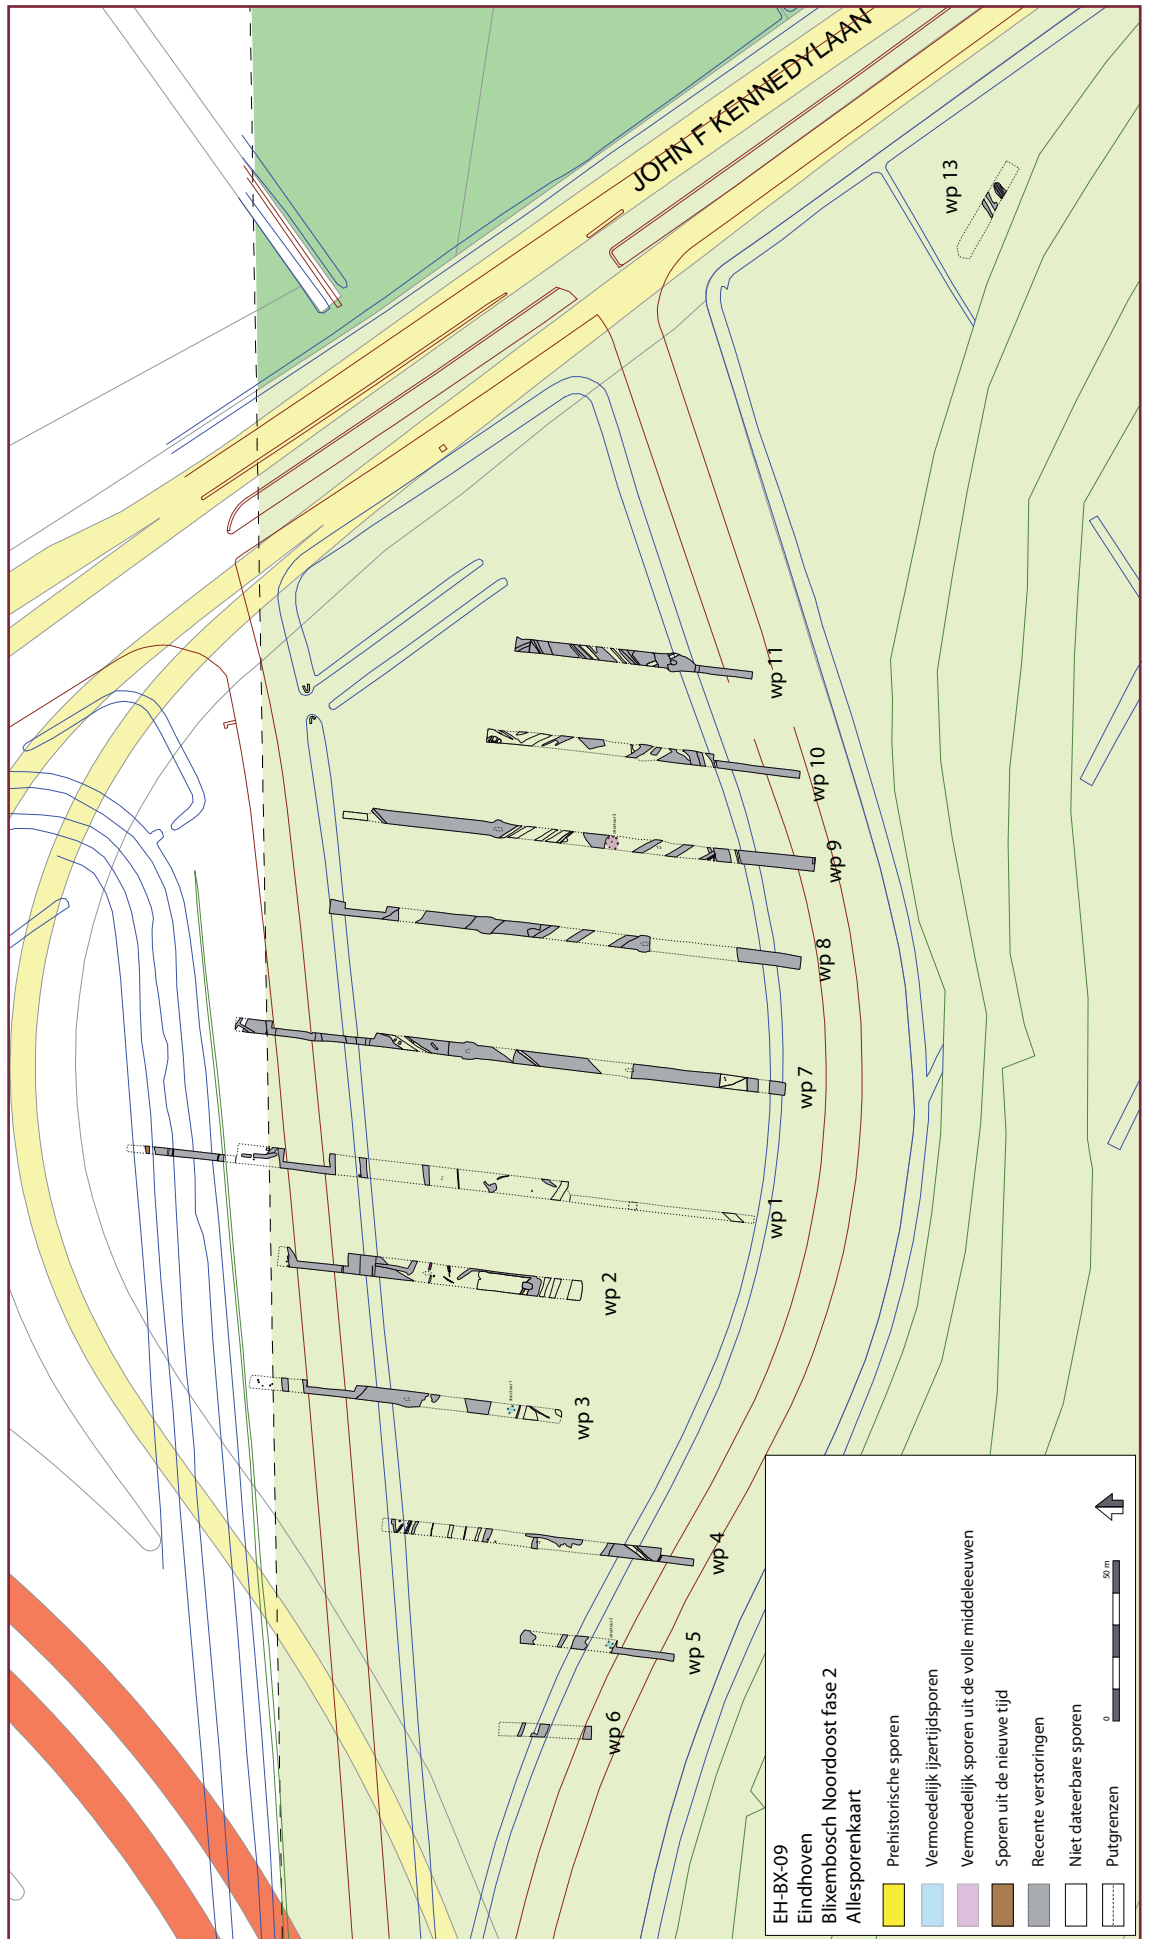 JOHN F KENNEDYLAAN
wp 13
wp 11
wp 10
wp 9
wp 8
wp 7
wp 1
wp 2
wp 3
wp 4
wp 5
wp 6
EH-BX-09
Eindhoven
Blixembosch Noordoost fase 2
Allesporenkaart
Prehistorische sporen
Vermoedelijk ijzertijdsporen
Vermoedelijk sporen uit de volle middeleeuwen
Sporen uit de nieuwe tijd
Recente verstoringen
Niet dateerbare sporen
Putgrenzen
0
50 m